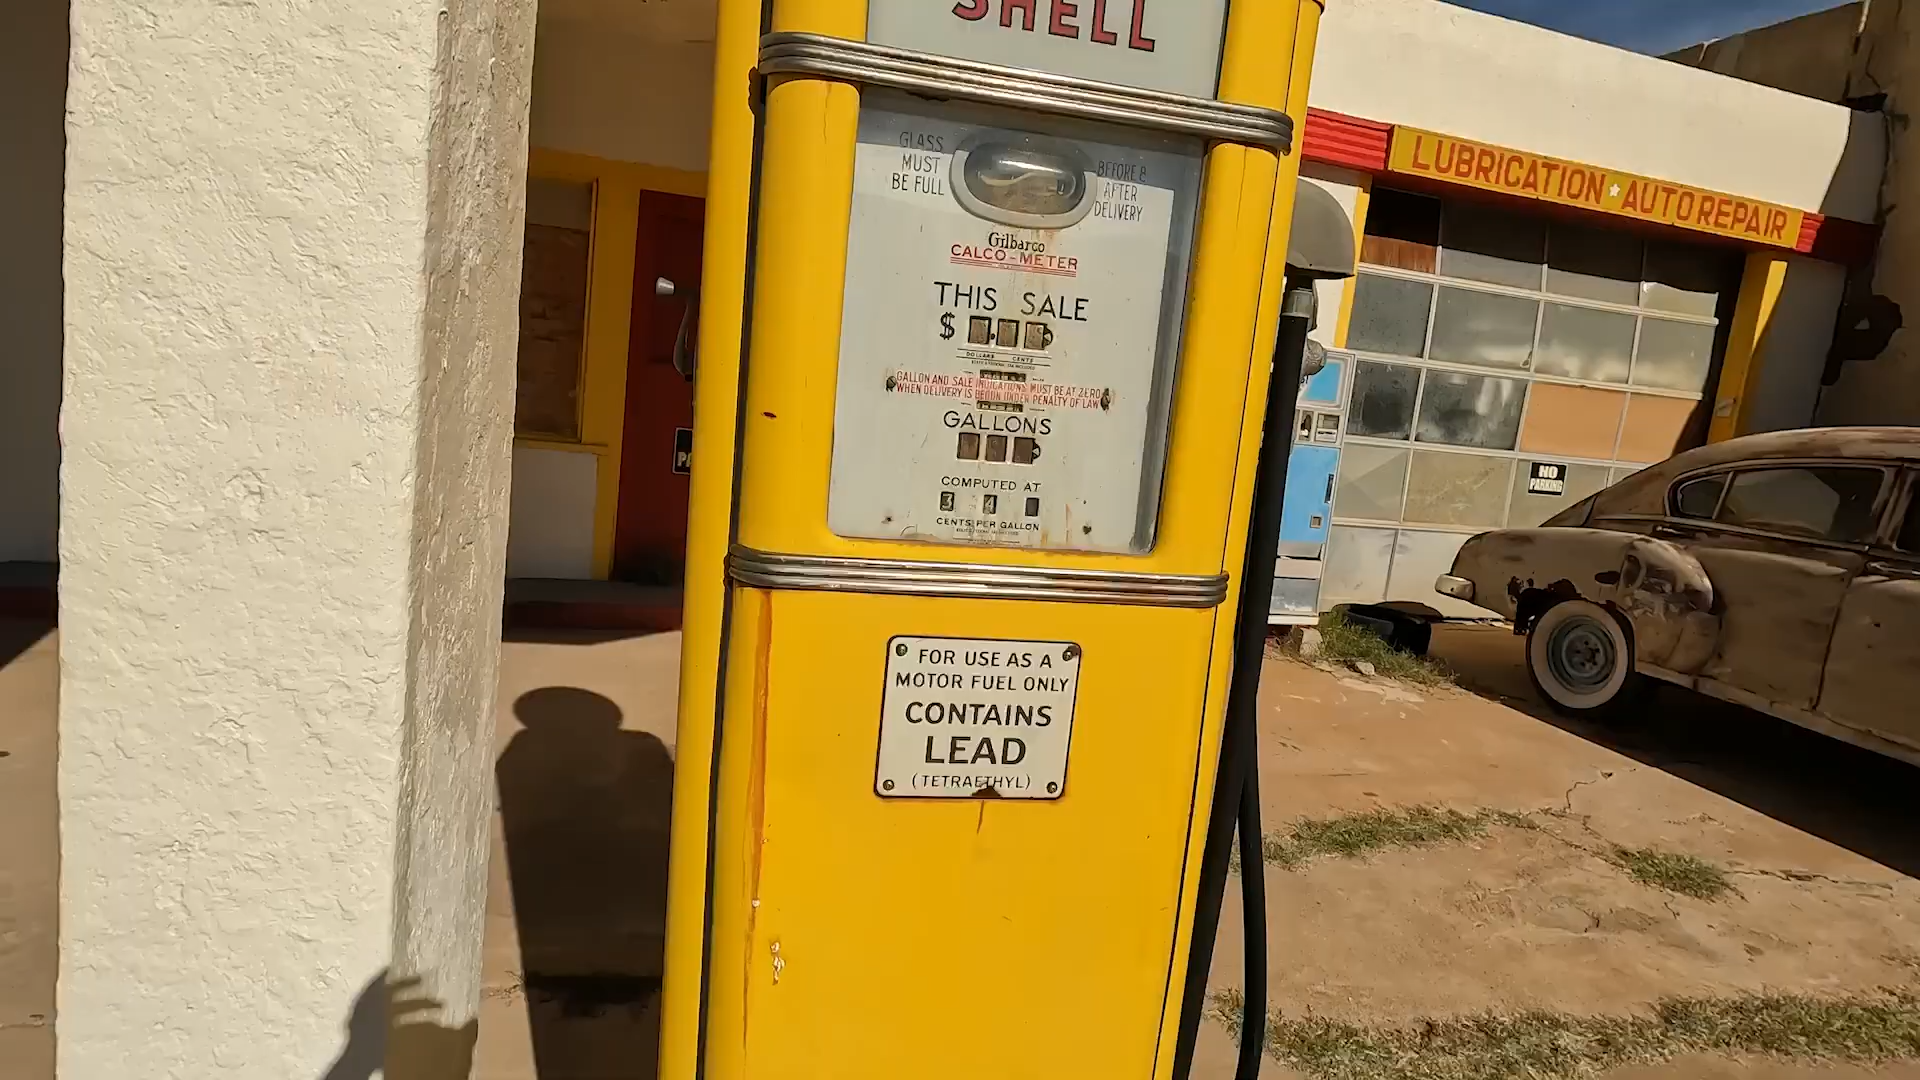 SHELL
GLASS
MUST
BE FULL
BEFORE &
AFTER
DELIVERY
Gilbarco
CALCO-METER
THIS SALE
$
DOLLARS CENTS
GALLON AND SALE INDICATIONS MUST BE AT ZERO
WHEN DELIVERY IS BEGUN UNDER PENALTY OF LAW
GALLONS
COMPUTED AT
3 4
CENTS PER GALLON
FOR USE AS A
MOTOR FUEL ONLY
CONTAINS
LEAD
(TETRAETHYL)
LUBRICATION AUTO REPAIR
NO
PARKING